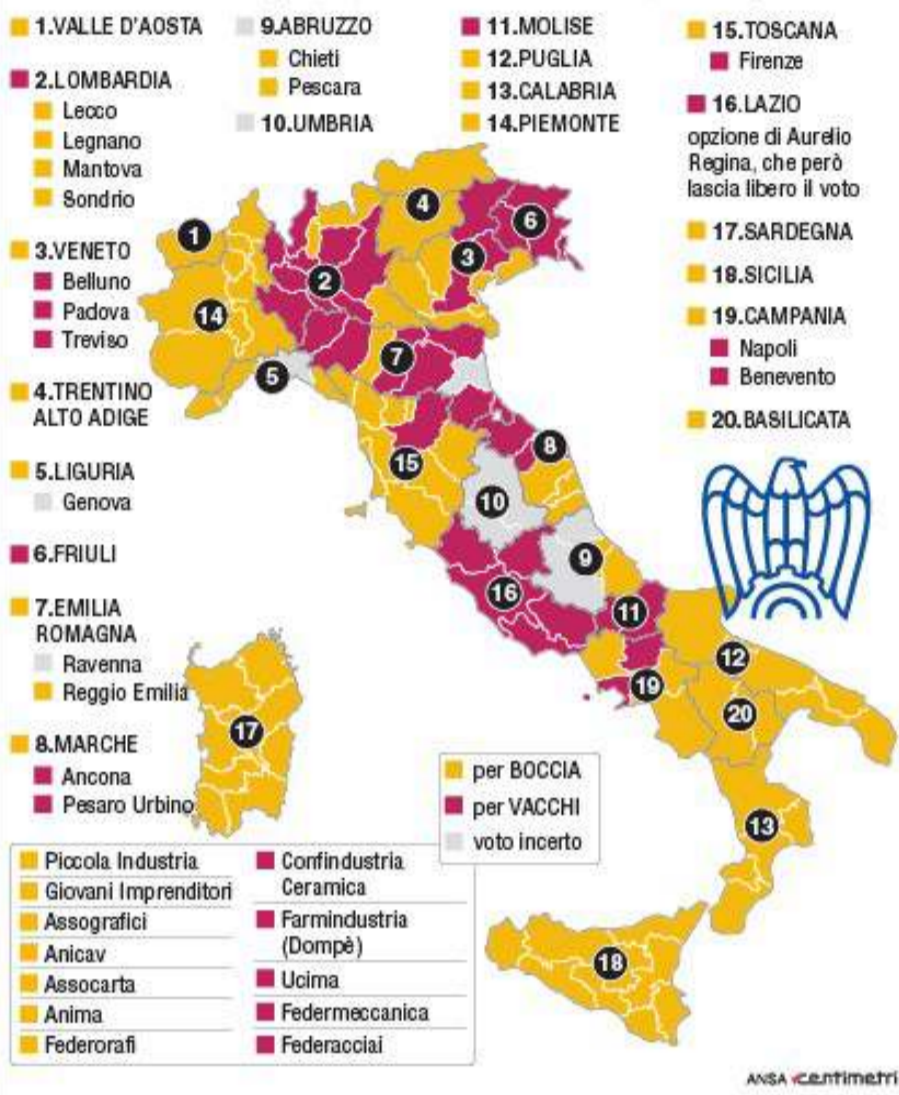 1.VALLE D'AOSTA
2.LOMBARDIA
Lecco
Legnano
Mantova
Sondrio
3.VENETO
Belluno
Padova
Treviso
4.TRENTINO
ALTO ADIGE
5.LIGURIA
Genova
6.FRIULI
7.EMILIA
ROMAGNA
Ravenna
Reggio Emilia
8.MARCHE
Ancona
Pesaro Urbino
9.ABRUZZO
Chieti
Pescara
10.UMBRIA
11.MOLISE
12.PUGLIA
13.CALABRIA
14.PIEMONTE
15.TOSCANA
Firenze
16.LAZIO
opzione di Aurelio
Regina, che però
lascia libero il voto
17.SARDEGNA
18.SICILIA
19.CAMPANIA
Napoli
Benevento
20.BASILICATA
1
2
3
4
5
6
7
8
9
10
11
12
13
14
15
16
17
18
19
20
per BOCCIA
per VACCHI
voto incerto
Piccola Industria
Giovani Imprenditori
Assografici
Anicav
Assocarta
Anima
Federorafi
Confindustria
Ceramica
Farmindustria
(Dompè)
Ucima
Federmeccanica
Federacciai
ANSA centimetri